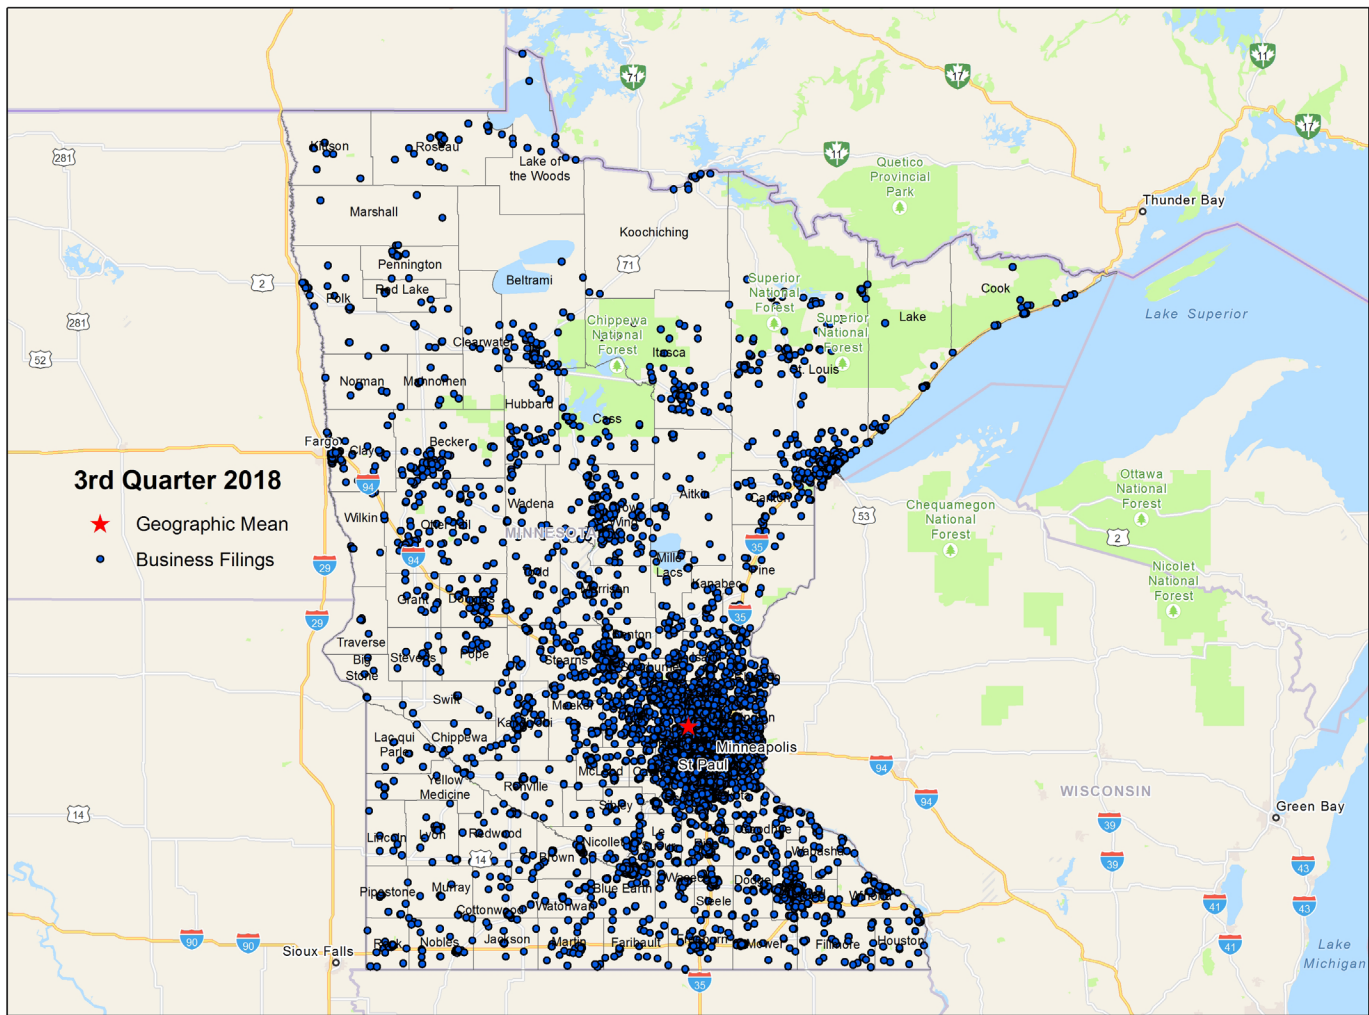 11
71
17
17
11
281
Quetico
Provincial
Park
Kittson
Roseau
Lake of
the Woods
Thunder Bay
Marshall
Koochiching
71
Pennington
2
Beltrami
Superior
National
Forest
Cook
Red Lake
Polk
281
Chippewa
National
Forest
Superior
National
Forest
Lake
Lake Superior
Clearwater
52
Itasca
St. Louis
Norman
Mahnomen
Hubbard
Cass
Fargo
Clay
Becker
3rd Quarter 2018
94
Ottawa
National
Forest
Aitkin
Carlton
Wadena
Chequamegon
National
Forest
53
Geographic Mean
Wilkin
Otter Tail
Crow
Wing
MINNESOTA
2
Business Filings
29
94
Mille
Lacs
35
Pine
Nicolet
National
Forest
Todd
Kanabec
Morrison
Grant
Douglas
29
35
Traverse
Benton
Big
Stone
Stevens
Pope
Stearns
Sherburne
Swift
Meeker
Kandiyohi
Lac qui
Parle
Chippewa
Minneapolis
St Paul
94
McLeod
Yellow
Medicine
Renville
94
WISCONSIN
Sibley
Green Bay
14
39
Lincoln
Lyon
Redwood
Le
Sueur
Rice
Goodhue
Nicollet
Wabasha
14
Brown
39
43
Pipestone
Murray
Blue Earth
Waseca
Dodge
Steele
Winona
Cottonwood
Watonwan
41
43
90
90
Sioux Falls
Rock
Nobles
Jackson
Martin
Faribault
Freeborn
Mower
Fillmore
Houston
41
Lake
Michigan
35